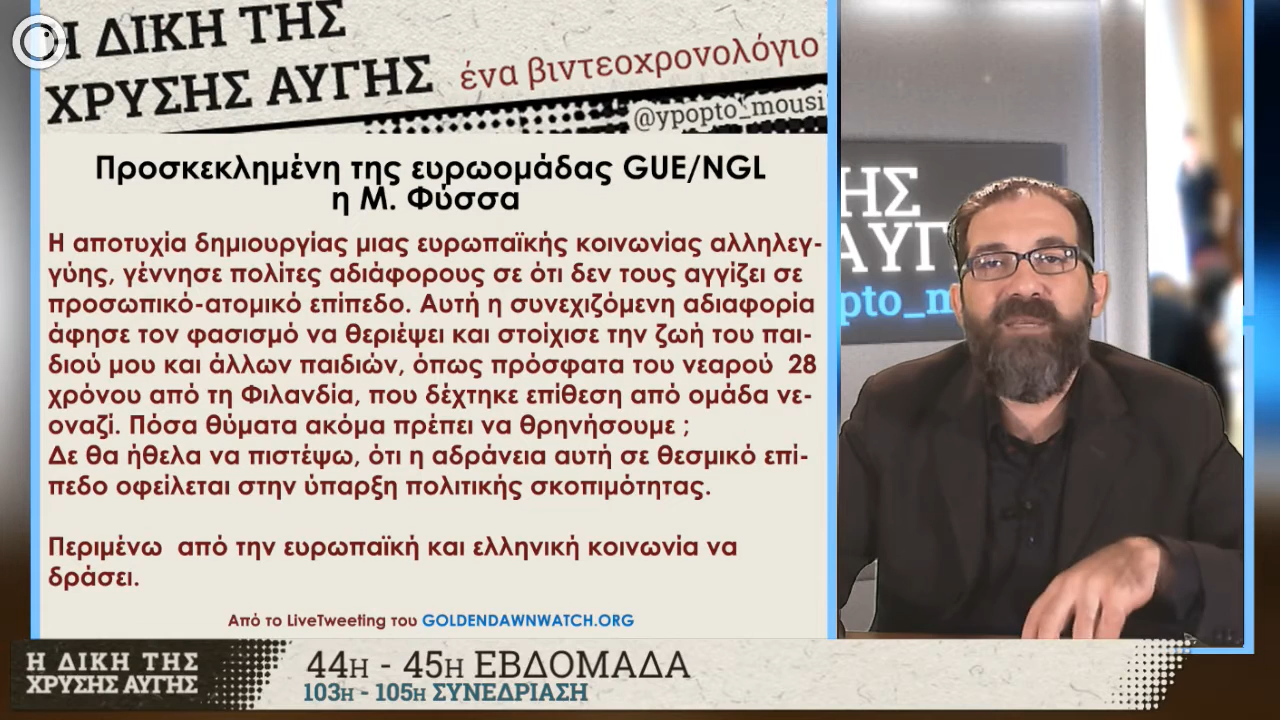 Η ΔΙΚΗ ΤΗΣ
ΧΡΥΣΗΣ ΑΥΓΗΣ ένα βιντεοχρονολόγιο
@ypopto_mousi
Προσκεκλημένη της ευρωομάδας GUE/NGL
η Μ. Φύσσα
Η αποτυχία δημιουργίας μιας ευρωπαϊκής κοινωνίας αλληλεγ-
γύης, γέννησε πολίτες αδιάφορους σε ότι δεν τους αγγίζει σε
προσωπικό-ατομικό επίπεδο. Αυτή η συνεχιζόμενη αδιαφορία
άφησε τον φασισμό να θεριέψει και στοίχισε την ζωή του παι-
διού μου και άλλων παιδιών, όπως πρόσφατα του νεαρού 28
χρόνου από τη Φιλανδία, που δέχτηκε επίθεση από ομάδα νε-
οναζί. Πόσα θύματα ακόμα πρέπει να θρηνήσουμε ;
Δε θα ήθελα να πιστέψω, ότι η αδράνεια αυτή σε θεσμικό επί-
πεδο οφείλεται στην ύπαρξη πολιτικής σκοπιμότητας.
Περιμένω από την ευρωπαϊκή και ελληνική κοινωνία να
δράσει.
Από το LiveTweeting του GOLDENDAWNWATCH.ORG
ΗΣ
ΑΥΓ
pto_m
Η ΔΙΚΗ ΤΗΣ
ΧΡΥΣΗΣ ΑΥΓΗΣ
44Η - 45Η ΕΒΔΟΜΑΔΑ
103Η - 105Η ΣΥΝΕΔΡΙΑΣΗ